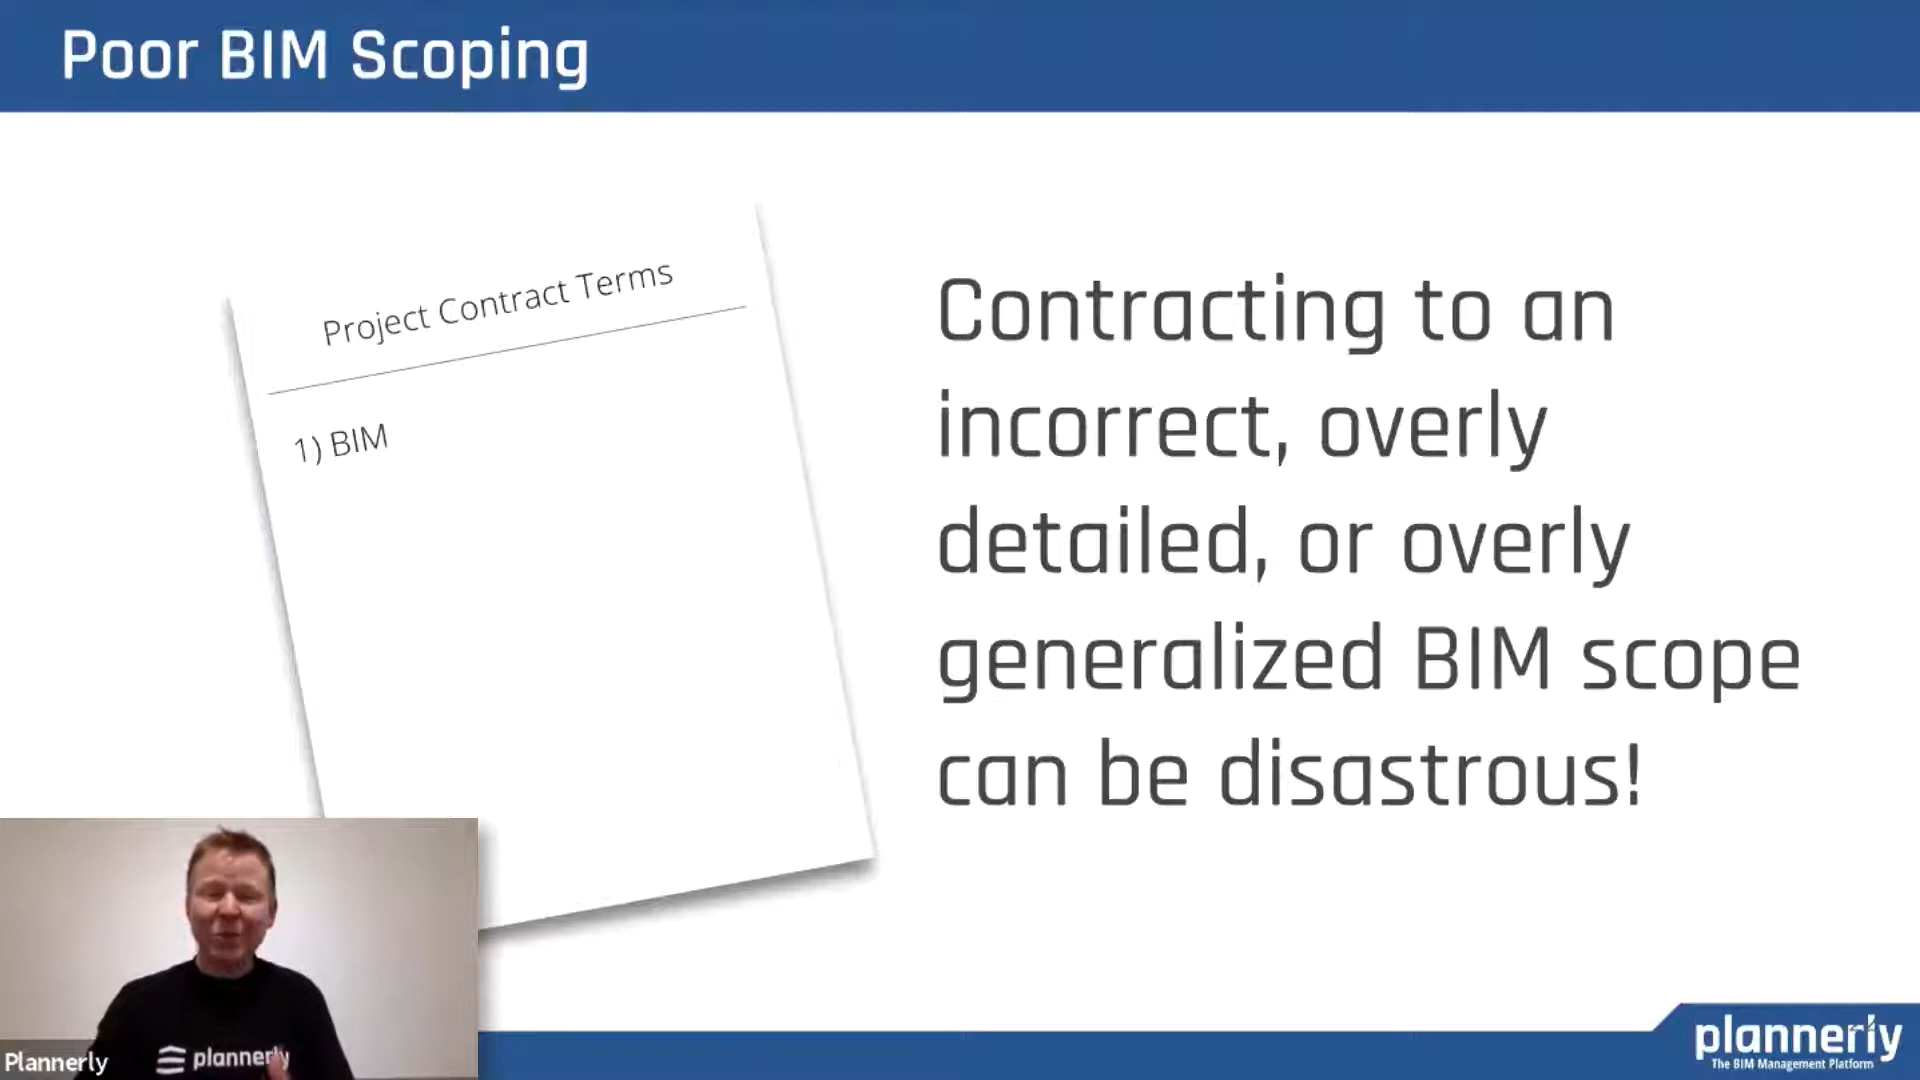 Poor BIM Scoping
Project Contract Terms
1) BIM
Contracting to an
incorrect, overly
detailed, or overly
generalized BIM scope
can be disastrous!
plannerly
Plannerly
plannerly
The BIM Management Platform